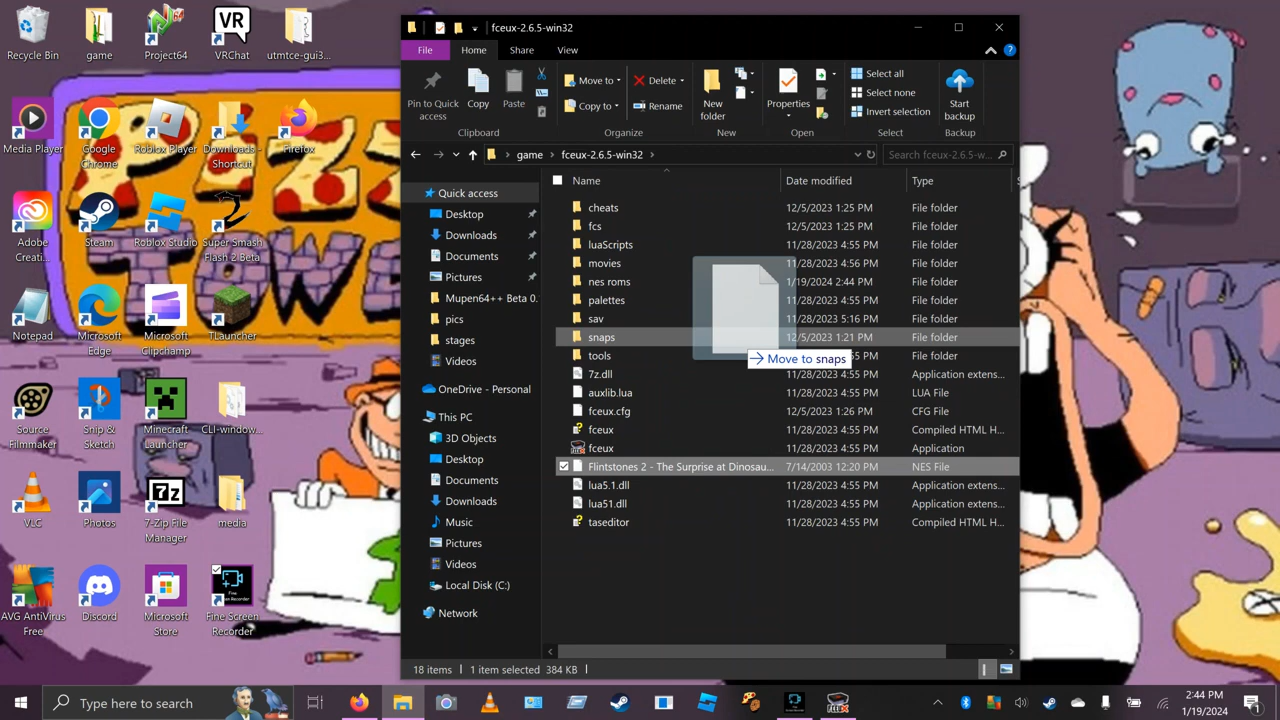 Recycle Bin
game
Project64
VRChat
utmtce-gui3...
VR
Media Player
Google Chrome
Roblox Player
Downloads - Shortcut
Firefox
Adobe Creati...
Steam
Roblox Studio
Super Smash Flash 2 Beta
Notepad
Microsoft Edge
Microsoft Clipchamp
TLauncher
Source Filmmaker
Snip & Sketch
Minecraft Launcher
CLI-window...
VLC
Photos
7-Zip File Manager
media
AVG AntiVirus Free
Discord
Microsoft Store
Fine Screen Recorder
fceux-2.6.5-win32
File
Home
Share
View
Pin to Quick access
Copy
Paste
Move to
Copy to
Delete
Rename
New folder
Properties
Select all
Select none
Invert selection
Start backup
Clipboard
Organize
New
Open
Select
Backup
game
fceux-2.6.5-win32
Search fceux-2.6.5-w...
Name
Date modified
Type
Quick access
Desktop
Downloads
Documents
Pictures
Mupen64++ Beta 0.
pics
stages
Videos
OneDrive - Personal
This PC
3D Objects
Desktop
Documents
Downloads
Music
Pictures
Videos
Local Disk (C:)
Network
cheats 12/5/2023 1:25 PM File folder
fcs 12/5/2023 1:25 PM File folder
luaScripts 11/28/2023 4:55 PM File folder
movies 11/28/2023 4:56 PM File folder
nes roms 1/19/2024 2:44 PM File folder
palettes 11/28/2023 4:55 PM File folder
sav 11/28/2023 5:16 PM File folder
snaps 12/5/2023 1:21 PM File folder
tools 55 PM File folder
Move to snaps
7z.dll 11/28/2023 4:55 PM Application extens...
auxlib.lua 11/28/2023 4:55 PM LUA File
fceux.cfg 12/5/2023 1:26 PM CFG File
fceux 11/28/2023 4:55 PM Compiled HTML H...
fceux 11/28/2023 4:55 PM Application
Flintstones 2 - The Surprise at Dinosau... 7/14/2003 12:20 PM NES File
lua5.1.dll 11/28/2023 4:55 PM Application extens...
lua51.dll 11/28/2023 4:55 PM Application extens...
taseditor 11/28/2023 4:55 PM Compiled HTML H...
18 items
1 item selected 384 KB
Type here to search
2:44 PM
1/19/2024